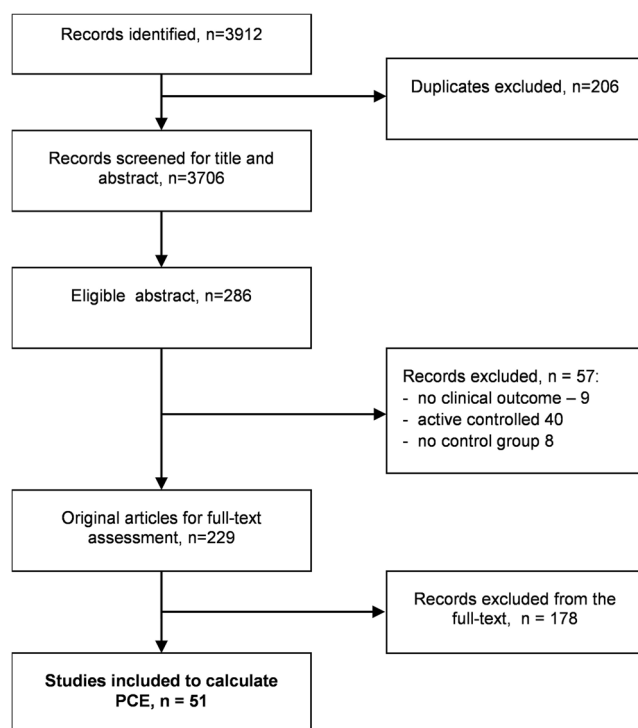 Records identified, n=3912
Duplicates excluded, n=206
Records screened for title and
abstract, n=3706
Eligible abstract, n=286
Records excluded, n = 57:
- no clinical outcome – 9
- active controlled 40
- no control group 8
Original articles for full-text
assessment, n=229
Records excluded from the
full-text, n = 178
Studies included to calculate
PCE, n = 51